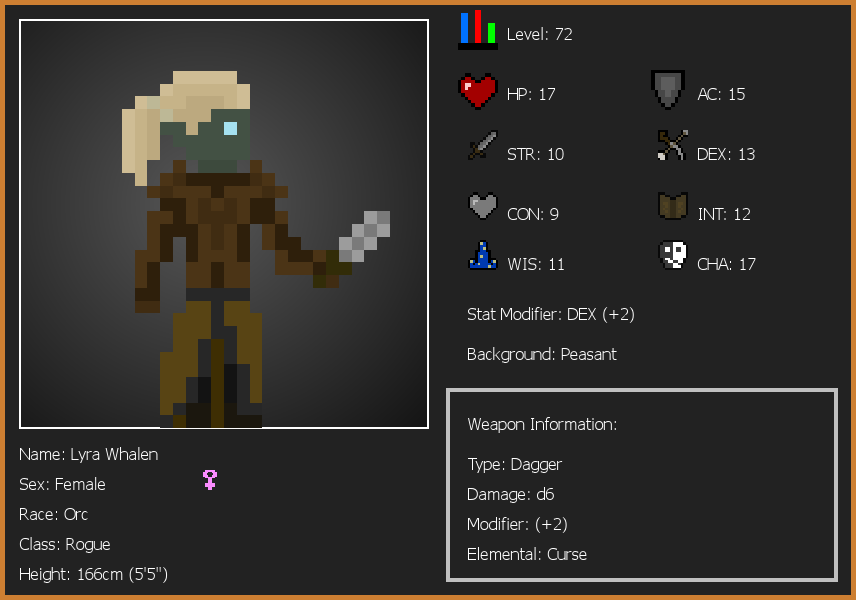 Level: 72
HP: 17
AC: 15
STR: 10
DEX: 13
CON: 9
INT: 12
WIS: 11
CHA: 17
Stat Modifier: DEX (+2)
Background: Peasant
Weapon Information:
Type: Dagger
Damage: d6
Modifier: (+2)
Elemental: Curse
Name: Lyra Whalen
Sex: Female
Race: Orc
Class: Rogue
Height: 166cm (5'5")